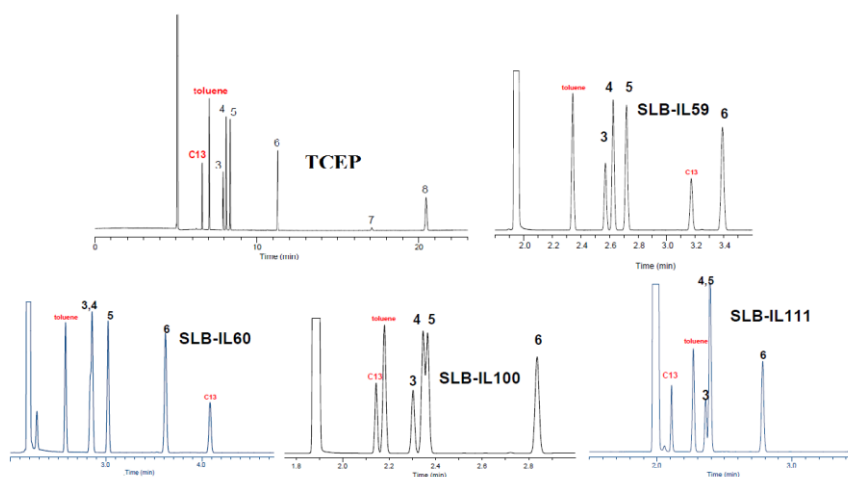 toluene
4
5
C13
3
6
TCEP
7
8
0
10
20
Time (min)
toluene
4
5
SLB-IL59
6
3
C13
1.8 2.0 2.2 2.4 2.6 2.8 3.0 3.2 3.4
Time (min)
3,4
toluene
5
6
SLB-IL60
C13
3.0 4.0
Time (min)
toluene
4 5
6
C13
3
SLB-IL100
1.8 2.0 2.2 2.4 2.6 2.8
Time (min)
4,5
SLB-IL111
toluene
C13
3
6
2.0 3.0
Time (min)